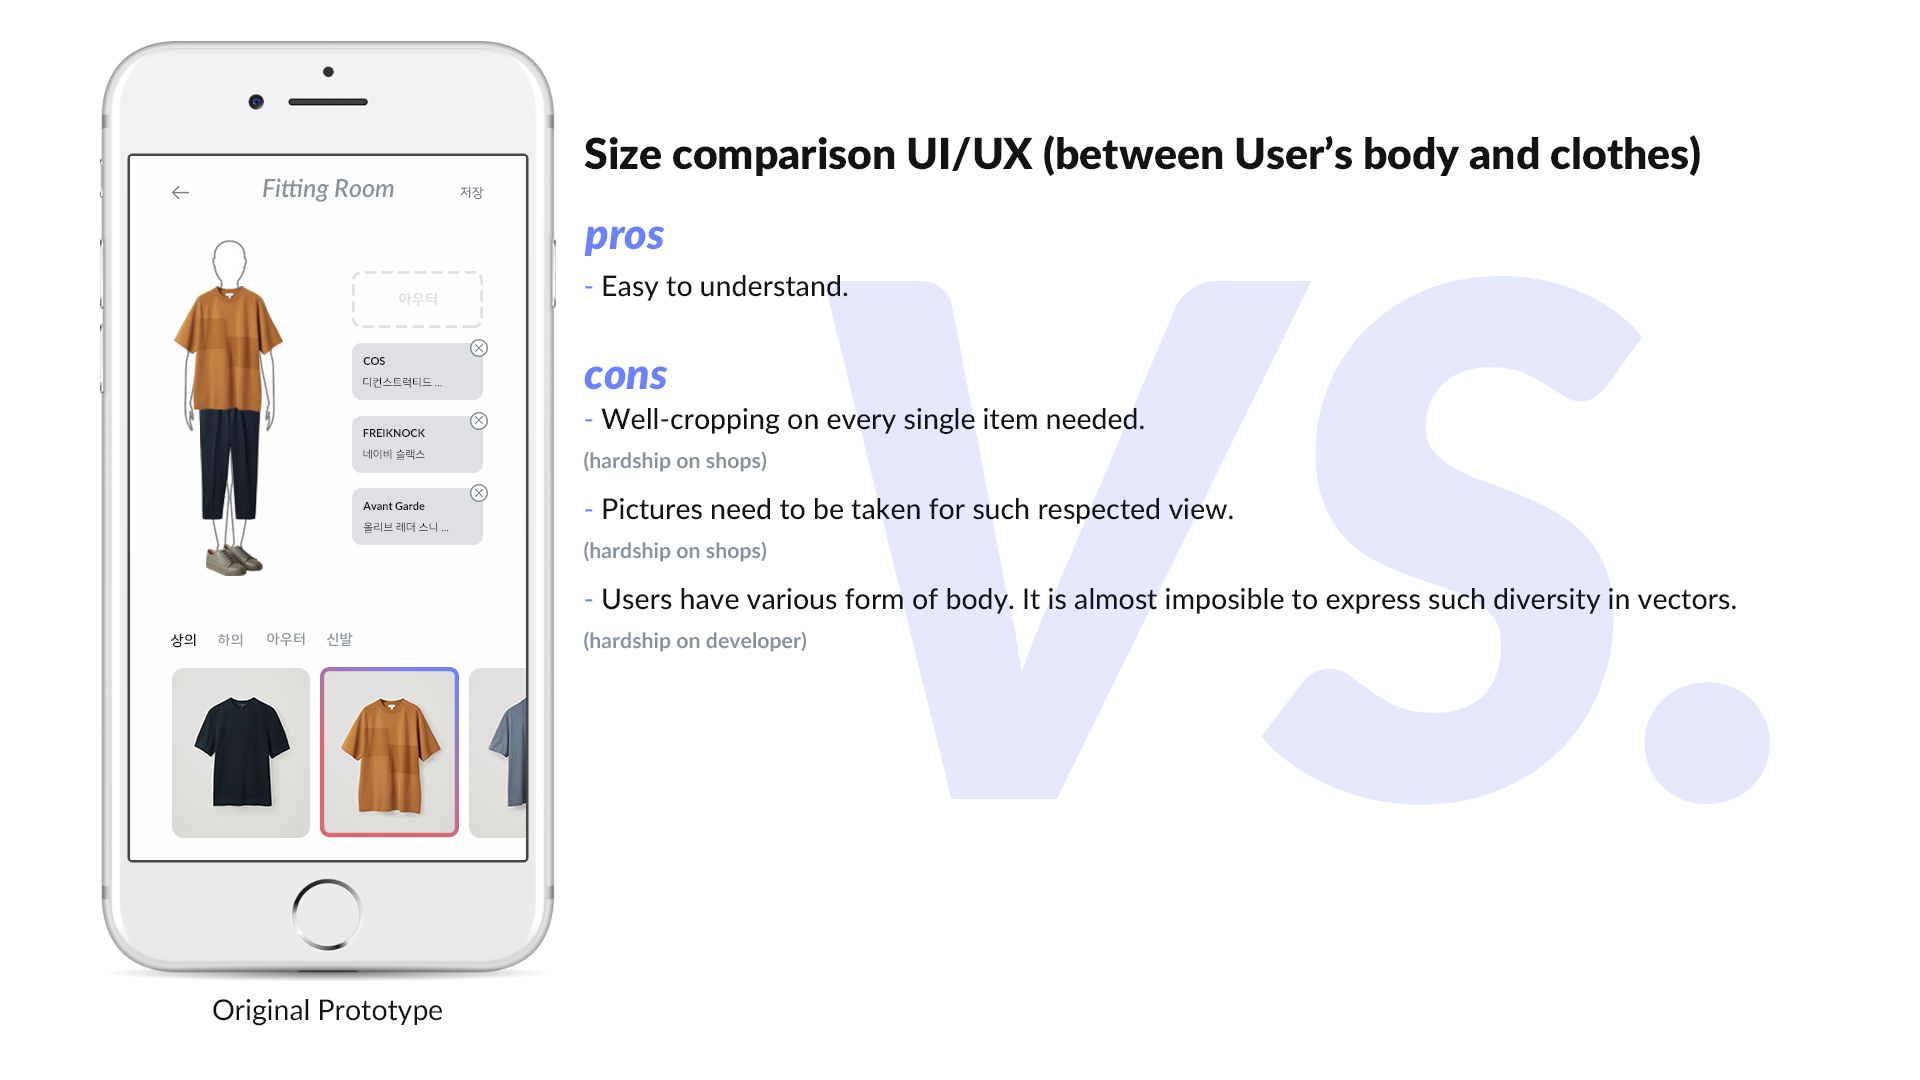 Fitting Room
저장
아우터
COS
디컨스트럭티드 ...
FREIKNOCK
네이비 슬랙스
Avant Garde
올리브 레더 스니 ...
상의 하의 아우터 신발
Original Prototype
VS.
Size comparison UI/UX (between User’s body and clothes)
pros
- Easy to understand.
cons
- Well-cropping on every single item needed.
(hardship on shops)
- Pictures need to be taken for such respected view.
(hardship on shops)
- Users have various form of body. It is almost imposible to express such diversity in vectors.
(hardship on developer)